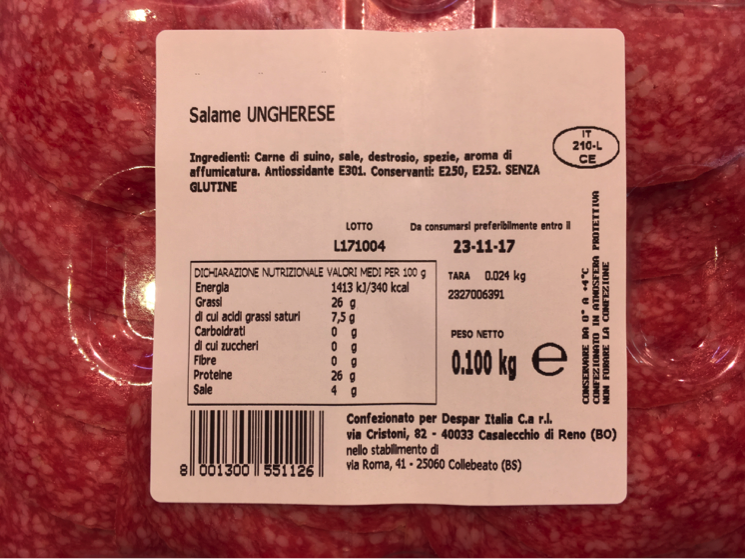 Salame UNGHERESE
IT
210-L
CE
Ingredienti: Carne di suino, sale, destrosio, spezie, aroma di
affumicatura. Antiossidante E301. Conservanti: E250, E252. SENZA
GLUTINE
LOTTO
L171004
Da consumarsi preferibilmente entro il
23-11-17
DICHIARAZIONE NUTRIZIONALE VALORI MEDI PER 100 g
Energia 1413 kJ/340 kcal
Grassi 26 g
di cui acidi grassi saturi 7,5 g
Carboidrati 0 g
di cui zuccheri 0 g
Fibre 0 g
Proteine 26 g
Sale 4 g
TARA 0.024 kg
2327006391
PESO NETTO
0.100 kg e
CONSERVARE DA 0° A +4°C
CONFEZIONATO IN ATMOSFERA PROTETTIVA
NON FORARE LA CONFEZIONE
8 001300 551126
Confezionato per Despar Italia C.a r.l.
via Cristoni, 82 - 40033 Casalecchio di Reno (BO)
nello stabilimento di
via Roma, 41 - 25060 Collebeato (BS)